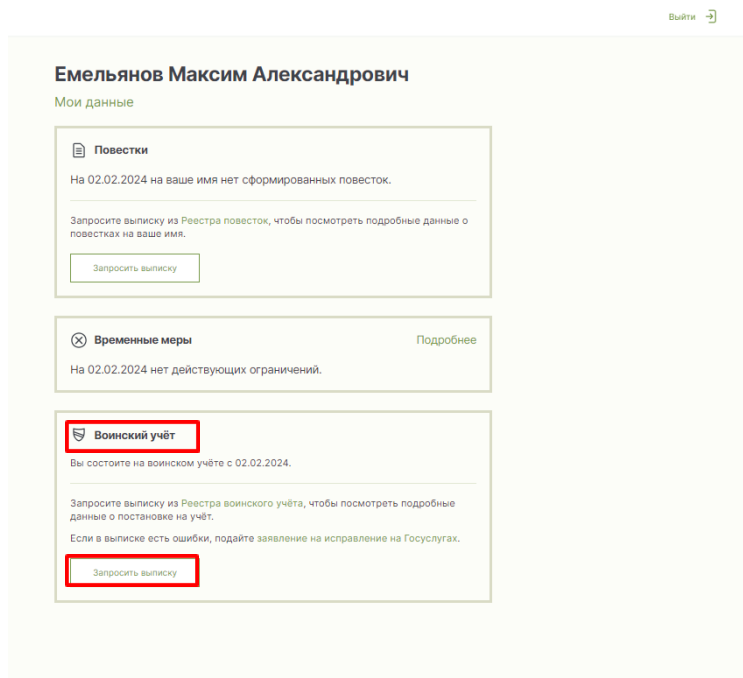 Выйти
Емельянов Максим Александрович
Мои данные
Повестки
На 02.02.2024 на ваше имя нет сформированных повесток.
Запросите выписку из Реестра повесток, чтобы посмотреть подробные данные о
повестках на ваше имя.
Запросить выписку
Временные меры
Подробнее
На 02.02.2024 нет действующих ограничений.
Воинский учёт
Вы состоите на воинском учёте с 02.02.2024.
Запросите выписку из Реестра воинского учёта, чтобы посмотреть подробные
данные о постановке на учёт.
Если в выписке есть ошибки, подайте заявление на исправление на Госуслугах.
Запросить выписку